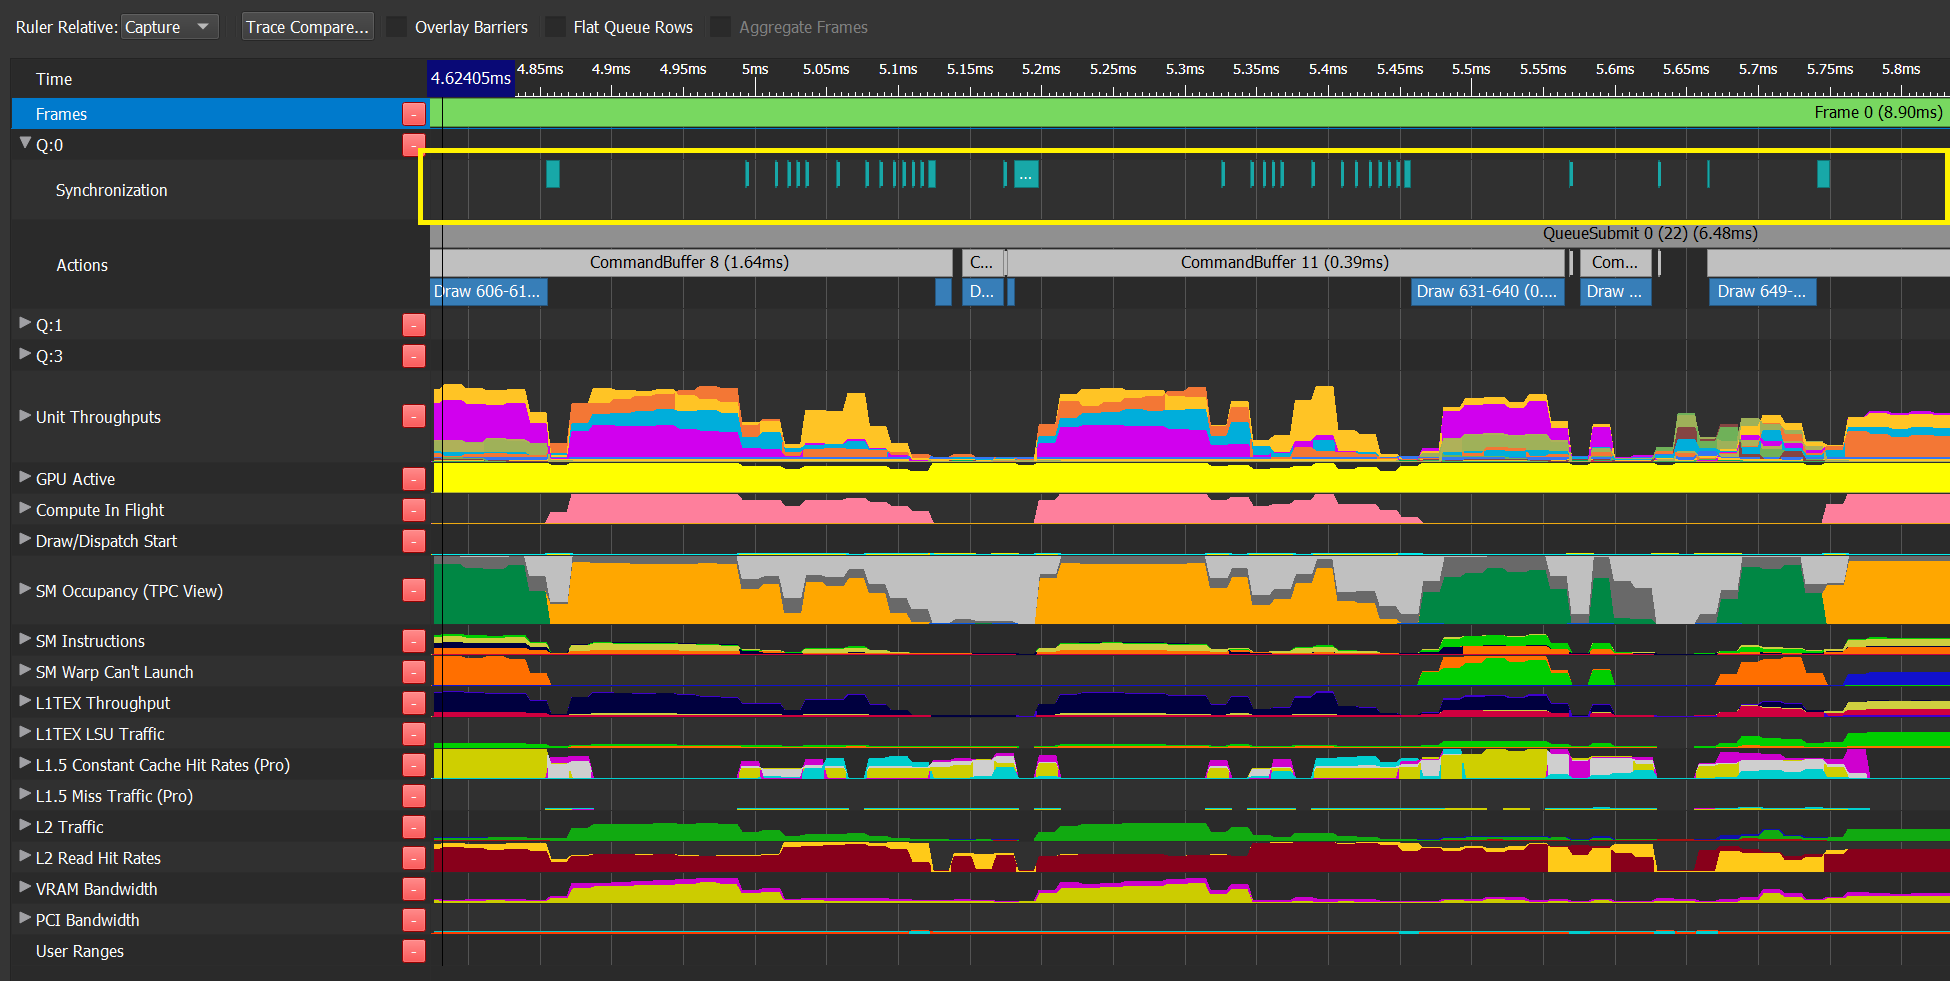 Ruler Relative: Capture Trace Compare... Overlay Barriers Flat Queue Rows Aggregate Frames
Time 4.62405ms 4.85ms 4.9ms 4.95ms 5ms 5.05ms 5.1ms 5.15ms 5.2ms 5.25ms 5.3ms 5.35ms 5.4ms 5.45ms 5.5ms 5.55ms 5.6ms 5.65ms 5.7ms 5.75ms 5.8ms
Frames - Frame 0 (8.90ms)
Q:0 -
Synchronization ...
QueueSubmit 0 (22) (6.48ms)
Actions CommandBuffer 8 (1.64ms) C... CommandBuffer 11 (0.39ms) Com...
Draw 606-61... D... Draw 631-640 (0.... Draw ... Draw 649-...
Q:1 -
Q:3 -
Unit Throughputs -
GPU Active -
Compute In Flight -
Draw/Dispatch Start -
SM Occupancy (TPC View) -
SM Instructions -
SM Warp Can't Launch -
L1TEX Throughput -
L1TEX LSU Traffic -
L1.5 Constant Cache Hit Rates (Pro) -
L1.5 Miss Traffic (Pro) -
L2 Traffic -
L2 Read Hit Rates -
VRAM Bandwidth -
PCI Bandwidth -
User Ranges -